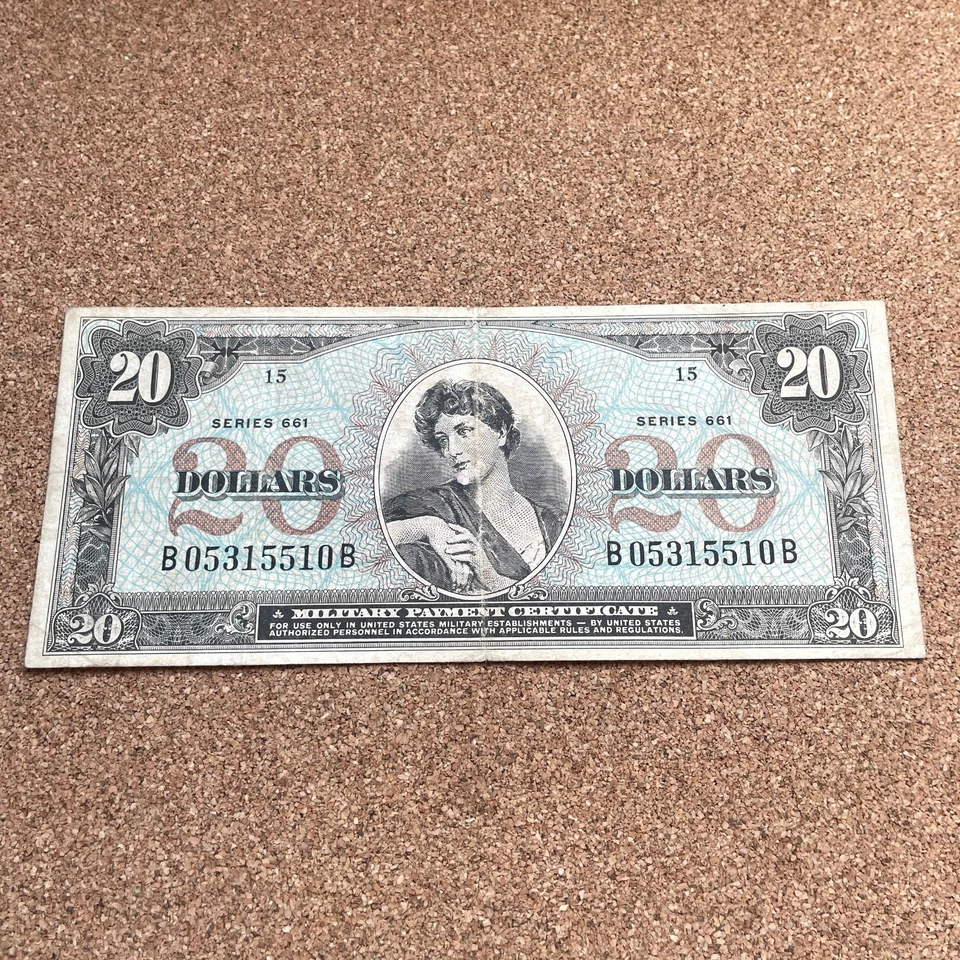 20 20
15 15
SERIES 661 SERIES 661
20 20
DOLLARS DOLLARS
B05315510B B05315510B
MILITARY PAYMENT CERTIFICATE
20 FOR USE ONLY IN UNITED STATES MILITARY ESTABLISHMENTS — BY UNITED STATES 20
AUTHORIZED PERSONNEL IN ACCORDANCE WITH APPLICABLE RULES AND REGULATIONS.